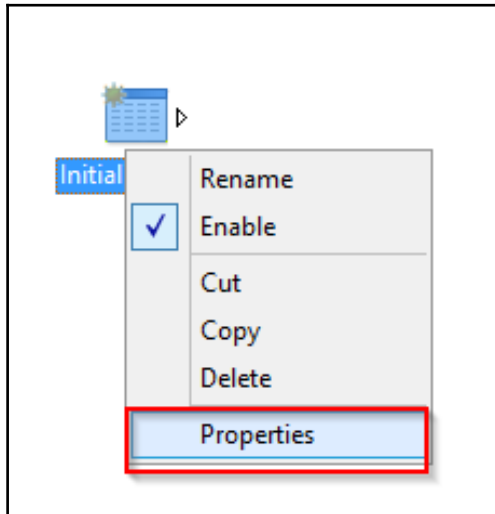 Initial
Rename
Enable
Cut
Copy
Delete
Properties